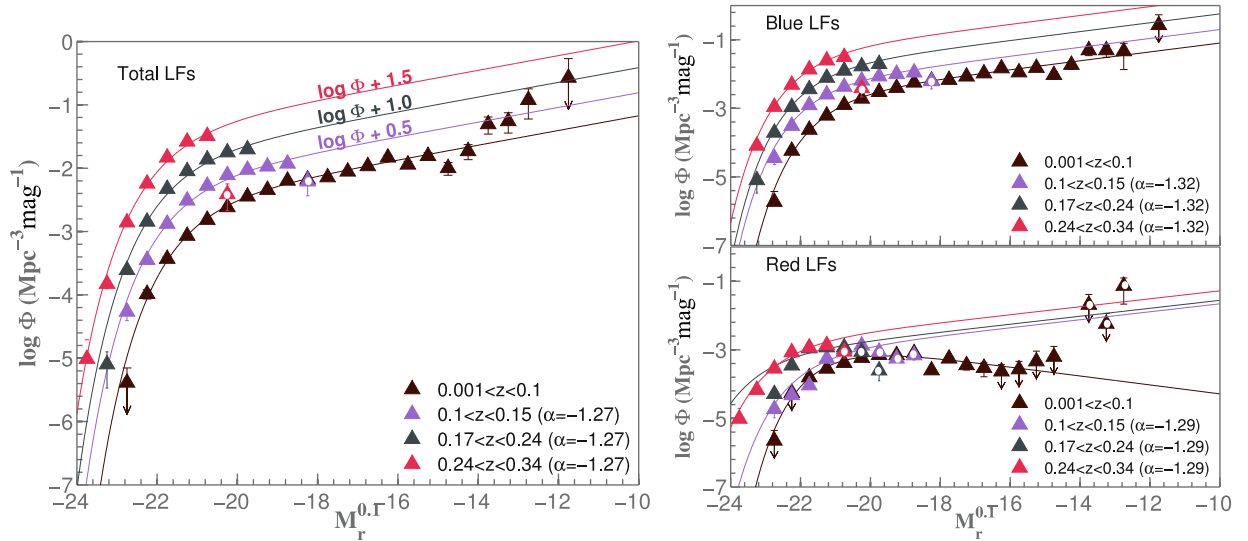 Total LFs
log Φ + 1.5
log Φ + 1.0
log Φ + 0.5
0.001<z<0.1
0.1<z<0.15 (α=−1.27)
0.17<z<0.24 (α=−1.27)
0.24<z<0.34 (α=−1.27)
0
−1
−2
−3
−4
−5
−6
−7
log Φ (Mpc⁻³mag⁻¹)
−24 −22 −20 −18 −16 −14 −12 −10
M_r^0.1
Blue LFs
0.001<z<0.1
0.1<z<0.15 (α=−1.32)
0.17<z<0.24 (α=−1.32)
0.24<z<0.34 (α=−1.32)
−1
−3
−5
−7
log Φ (Mpc⁻³mag⁻¹)
Red LFs
0.001<z<0.1
0.1<z<0.15 (α=−1.29)
0.17<z<0.24 (α=−1.29)
0.24<z<0.34 (α=−1.29)
−1
−3
−5
−7
log Φ (Mpc⁻³mag⁻¹)
−24 −22 −20 −18 −16 −14 −12 −10
M_r^0.1